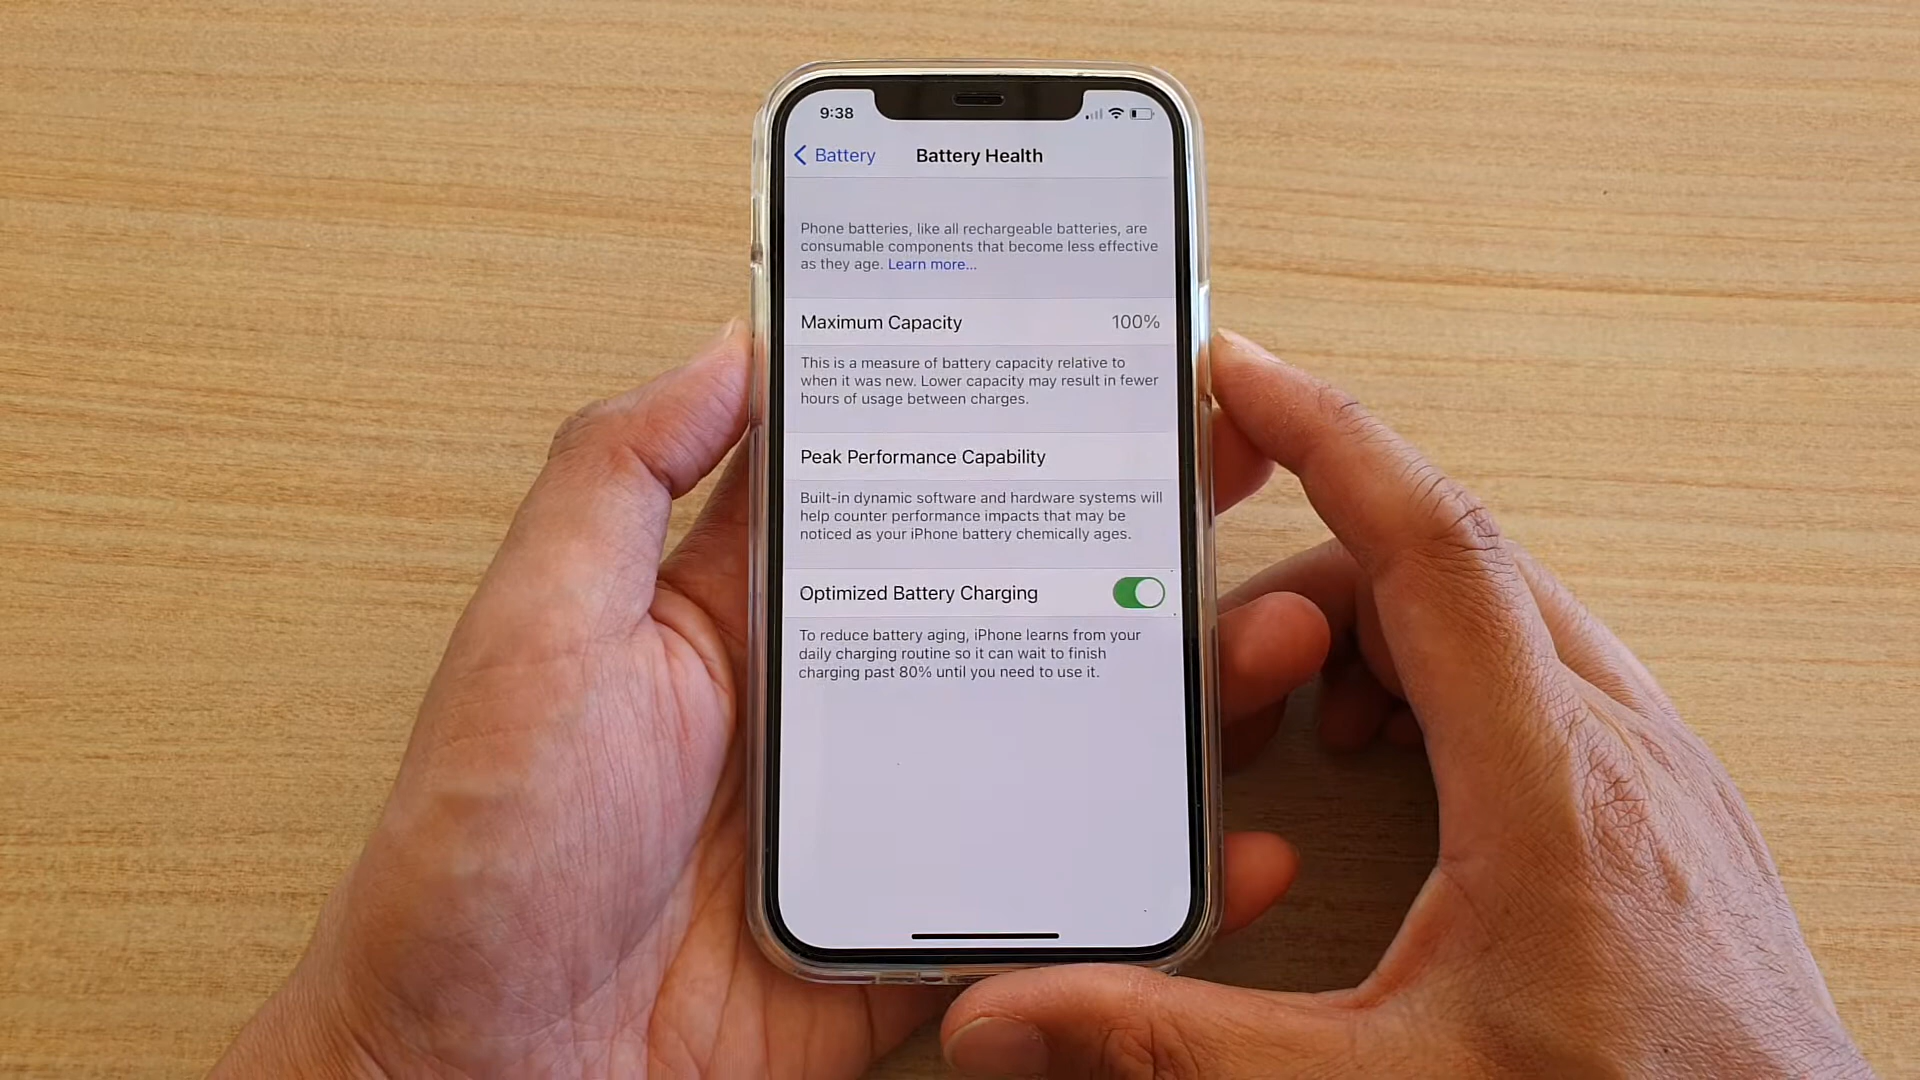 9:38
Battery
Battery Health
Phone batteries, like all rechargeable batteries, are
consumable components that become less effective
as they age. Learn more...
Maximum Capacity 100%
This is a measure of battery capacity relative to
when it was new. Lower capacity may result in fewer
hours of usage between charges.
Peak Performance Capability
Built-in dynamic software and hardware systems will
help counter performance impacts that may be
noticed as your iPhone battery chemically ages.
Optimized Battery Charging
To reduce battery aging, iPhone learns from your
daily charging routine so it can wait to finish
charging past 80% until you need to use it.